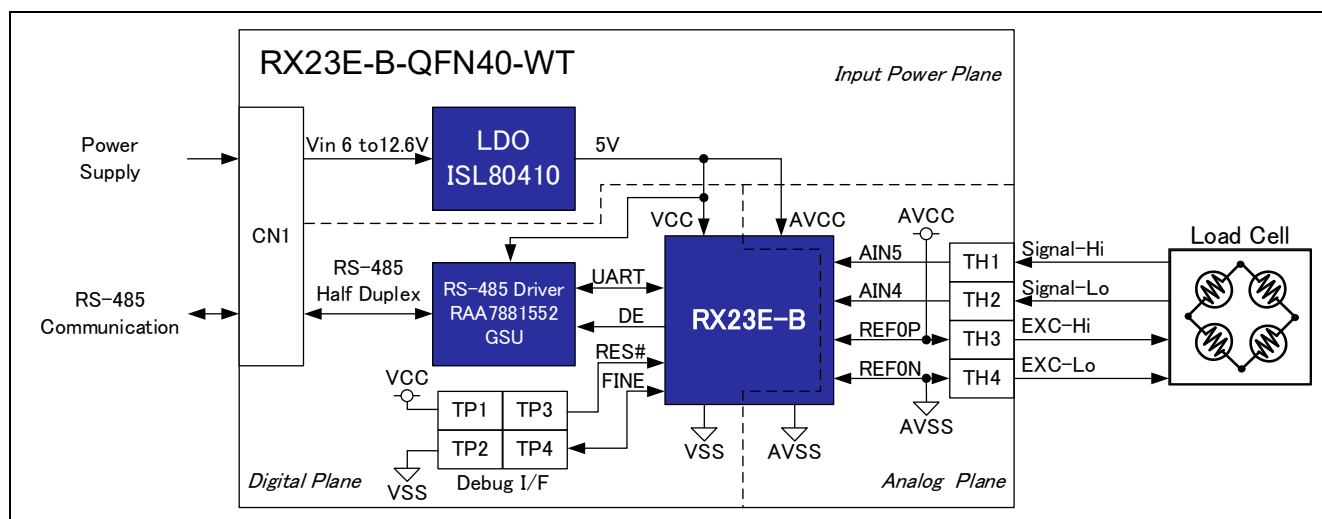 RX23E-B-QFN40-WT
Input Power Plane
Power
Supply
Vin 6 to12.6V
LDO
ISL80410
5V
CN1
VCC
AVCC
AVCC
RS-485
Communication
RS-485
Half Duplex
RS-485 Driver
RAA7881552
GSU
UART
DE
RES#
FINE
RX23E-B
AIN5
AIN4
REF0P
REF0N
TH1
TH2
TH3
TH4
Signal-Hi
Signal-Lo
EXC-Hi
EXC-Lo
Load Cell
VCC
TP1
TP3
TP2
TP4
VSS
Debug I/F
VSS
AVSS
AVSS
Digital Plane
Analog Plane